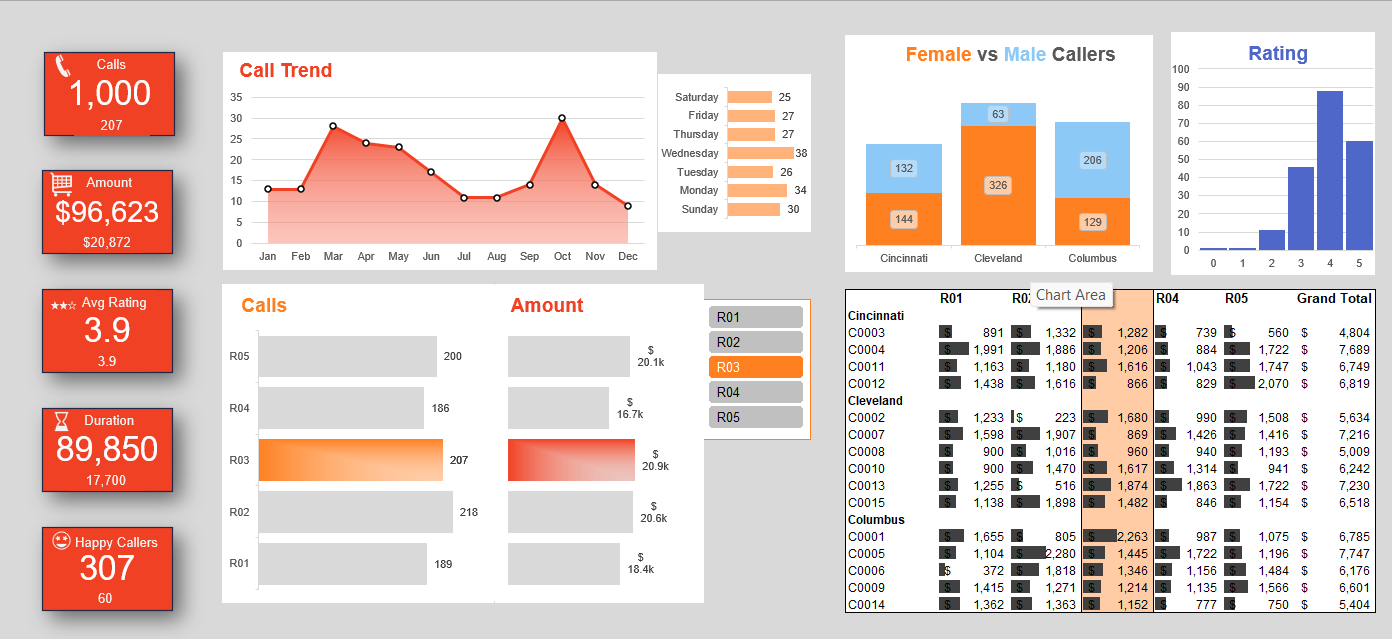 Calls
1,000
207
Amount
$96,623
$20,872
Avg Rating
3.9
3.9
Duration
89,850
17,700
Happy Callers
307
60
Call Trend
35
30
25
20
15
10
5
0
Jan Feb Mar Apr May Jun Jul Aug Sep Oct Nov Dec
Saturday 25
Friday 27
Thursday 27
Wednesday 38
Tuesday 26
Monday 34
Sunday 30
Calls
R05 200
R04 186
R03 207
R02 218
R01 189
Amount
$
20.1k
$
16.7k
$
20.9k
$
20.6k
$
18.4k
R01
R02
R03
R04
R05
Female vs Male Callers
132 63 206
144 326 129
Cincinnati Cleveland Columbus
Rating
100
90
80
70
60
50
40
30
20
10
0
0 1 2 3 4 5
Chart Area
R01 R02 R04 R05 Grand Total
Cincinnati
C0003 $ 891 $ 1,332 $ 1,282 $ 739 $ 560 $ 4,804
C0004 $ 1,991 $ 1,886 $ 1,206 $ 884 $ 1,722 $ 7,689
C0011 $ 1,163 $ 1,180 $ 1,616 $ 1,043 $ 1,747 $ 6,749
C0012 $ 1,438 $ 1,616 $ 866 $ 829 $ 2,070 $ 6,819
Cleveland
C0002 $ 1,233 $ 223 $ 1,680 $ 990 $ 1,508 $ 5,634
C0007 $ 1,598 $ 1,907 $ 869 $ 1,426 $ 1,416 $ 7,216
C0008 $ 900 $ 1,016 $ 960 $ 940 $ 1,193 $ 5,009
C0010 $ 900 $ 1,470 $ 1,617 $ 1,314 $ 941 $ 6,242
C0013 $ 1,255 $ 516 $ 1,874 $ 1,863 $ 1,722 $ 7,230
C0015 $ 1,138 $ 1,898 $ 1,482 $ 846 $ 1,154 $ 6,518
Columbus
C0001 $ 1,655 $ 805 $ 2,263 $ 987 $ 1,075 $ 6,785
C0005 $ 1,104 $ 2,280 $ 1,445 $ 1,722 $ 1,196 $ 7,747
C0006 $ 372 $ 1,818 $ 1,346 $ 1,156 $ 1,484 $ 6,176
C0009 $ 1,415 $ 1,271 $ 1,214 $ 1,135 $ 1,566 $ 6,601
C0014 $ 1,362 $ 1,363 $ 1,152 $ 777 $ 750 $ 5,404